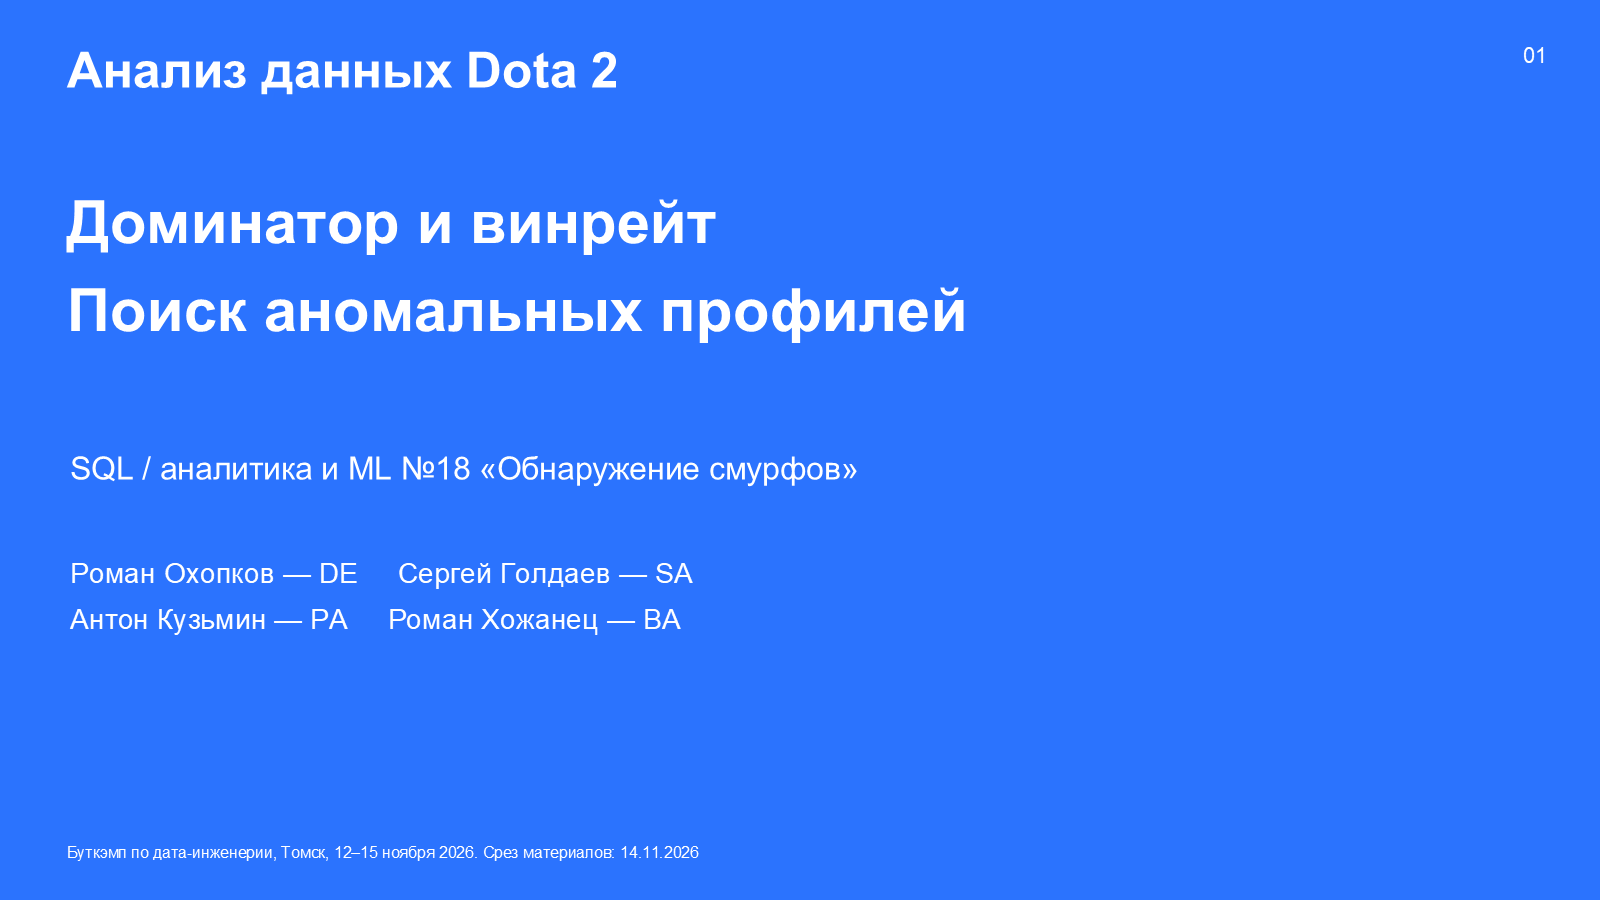 Анализ данных Dota 2
01
Доминатор и винрейт
Поиск аномальных профилей
SQL / аналитика и ML №18 «Обнаружение смурфов»
Роман Охопков — DE Сергей Голдаев — SA
Антон Кузьмин — PA Роман Хожанец — BA
Буткэмп по дата-инженерии, Томск, 12–15 ноября 2026. Срез материалов: 14.11.2026